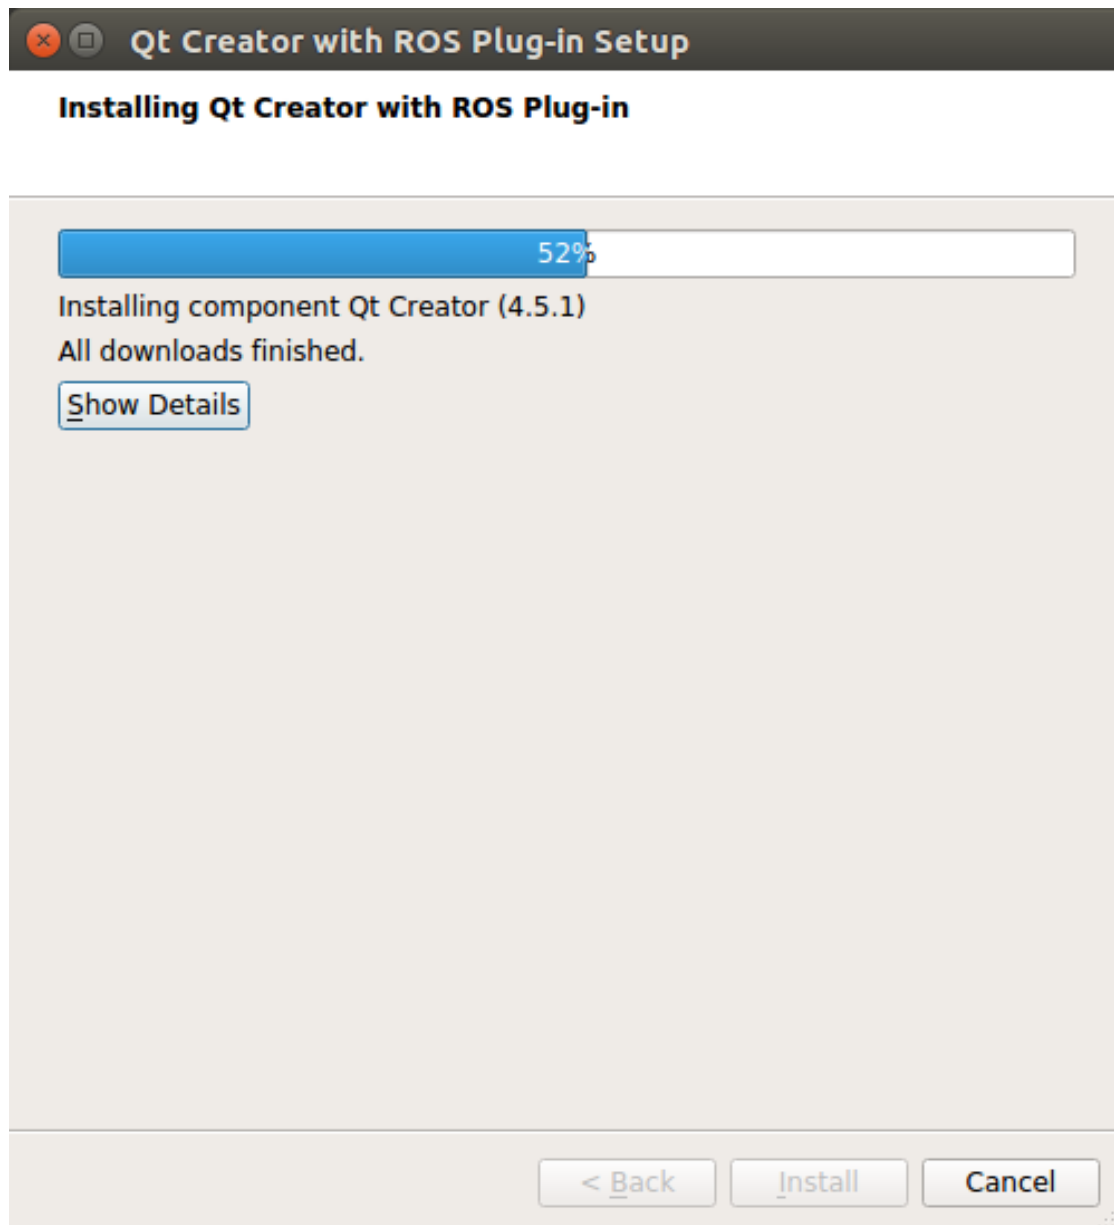 Qt Creator with ROS Plug-in Setup
Installing Qt Creator with ROS Plug-in
52%
Installing component Qt Creator (4.5.1)
All downloads finished.
Show Details
< Back Install Cancel